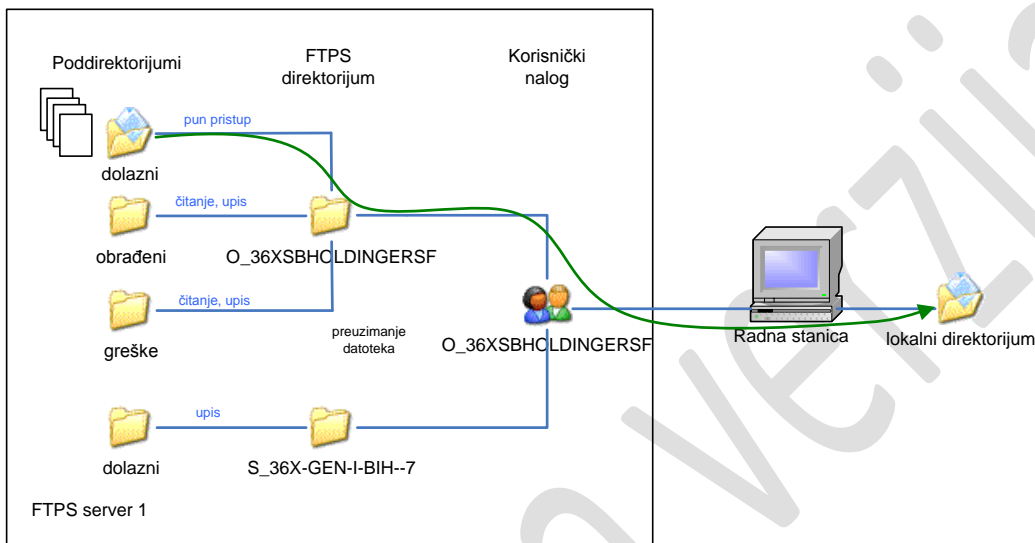 Poddirektorijumi
FTPS
direktorijum
Korisnički
nalog
pun pristup
dolazni
čitanje, upis
obrađeni
O_36XSBHOLDINGERSF
čitanje, upis
greške
preuzimanje
datoteka
O_36XSBHOLDINGERSF
Radna stanica
lokalni direktorijum
upis
dolazni
S_36X-GEN-I-BIH--7
FTPS server 1
verzija